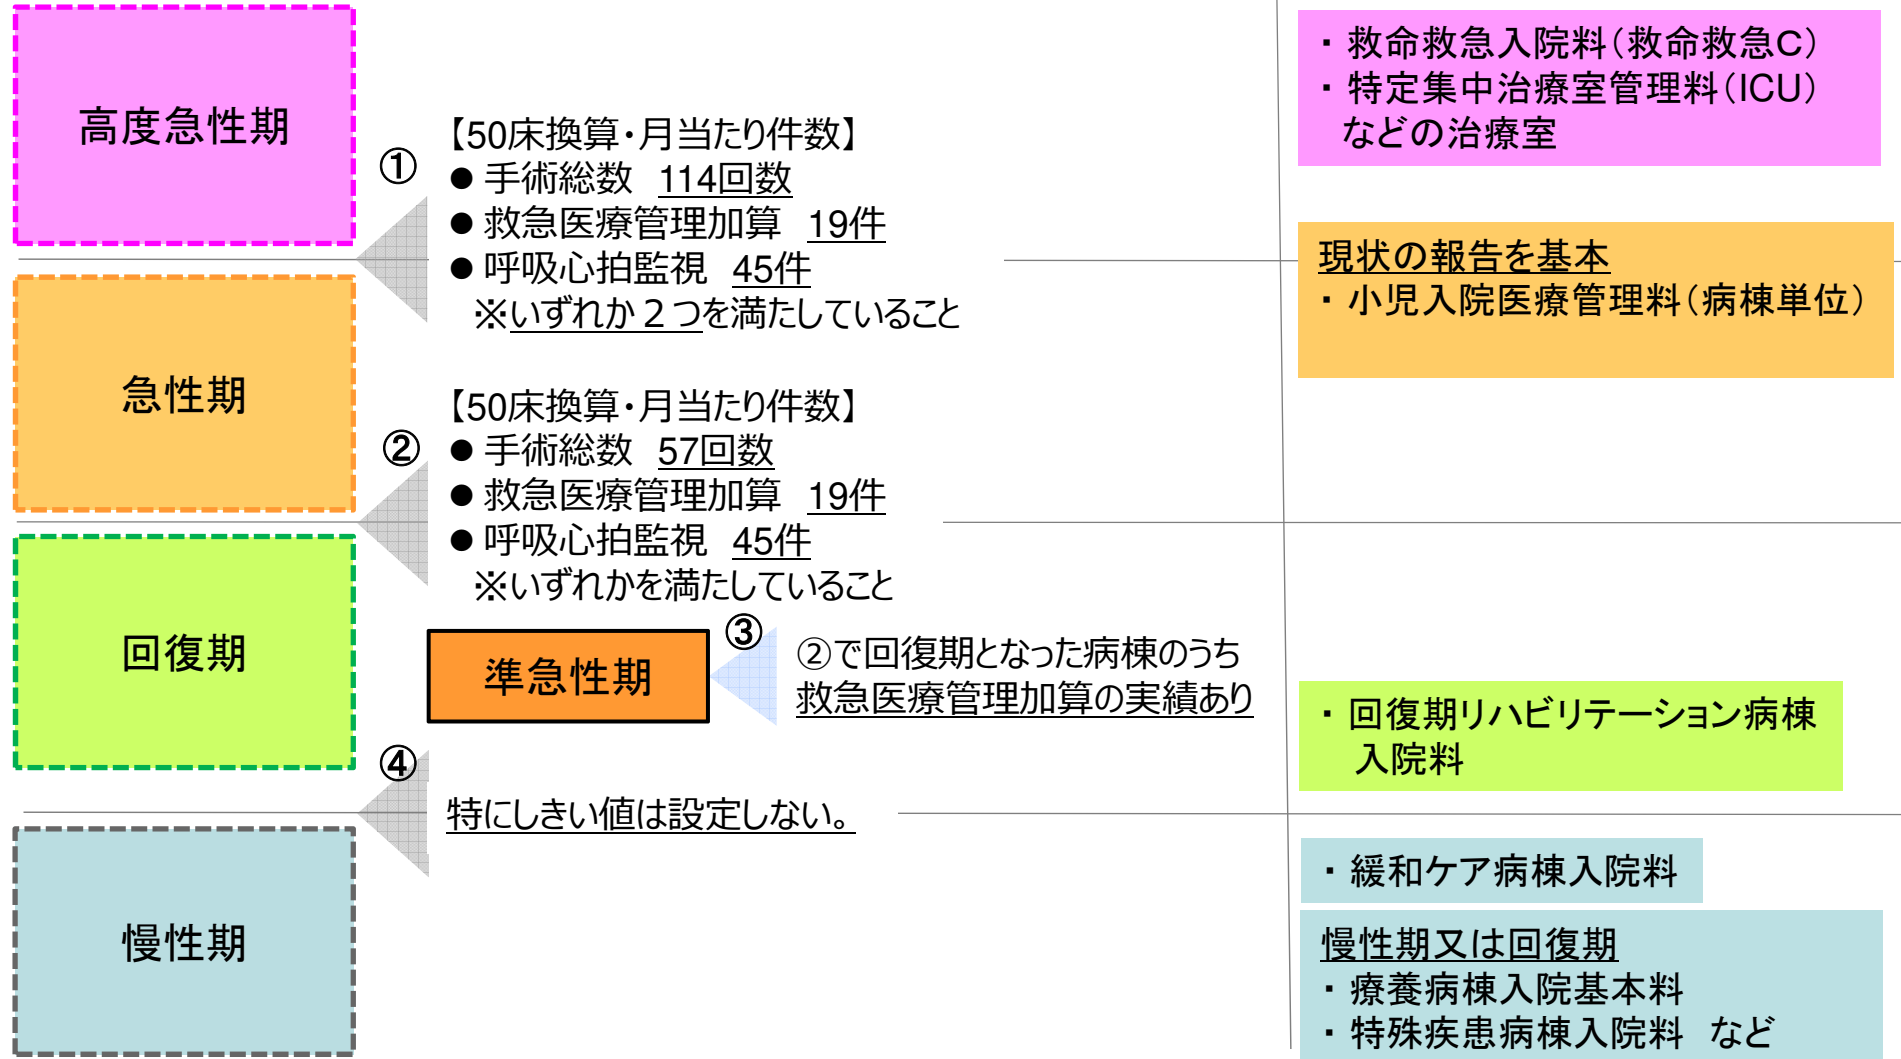 高度急性期
①
【50床換算・月当たり件数】
● 手術総数　114回数
● 救急医療管理加算　19件
● 呼吸心拍監視　45件
※いずれか２つを満たしていること
急性期
②
【50床換算・月当たり件数】
● 手術総数　57回数
● 救急医療管理加算　19件
● 呼吸心拍監視　45件
※いずれかを満たしていること
回復期
準急性期
③
②で回復期となった病棟のうち
救急医療管理加算の実績あり
④
特にしきい値は設定しない。
慢性期
・ 救命救急入院料（救命救急C）
・ 特定集中治療室管理料（ICU）
などの治療室
現状の報告を基本
・ 小児入院医療管理料（病棟単位）
・ 回復期リハビリテーション病棟
入院料
・ 緩和ケア病棟入院料
慢性期又は回復期
・ 療養病棟入院基本料
・ 特殊疾患病棟入院料　など